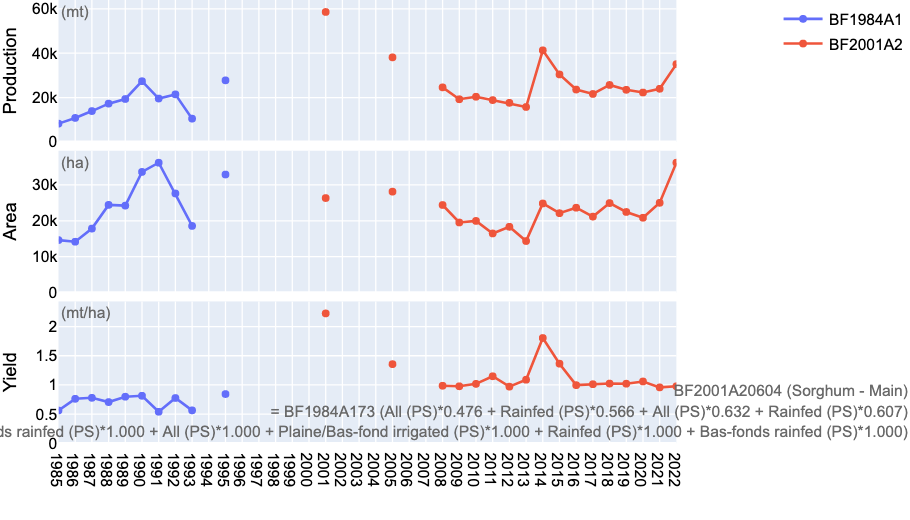 Production
(mt)
60k
40k
20k
0
BF1984A1
BF2001A2
Area
(ha)
30k
20k
10k
0
Yield
(mt/ha)
2
1.5
1
0.5
0
BF2001A20604 (Sorghum - Main)
= BF1984A173 (All (PS)*0.476 + Rainfed (PS)*0.566 + All (PS)*0.632 + Rainfed (PS)*0.607)
rainfed (PS)*1.000 + All (PS)*1.000 + Plaine/Bas-fond irrigated (PS)*1.000 + Rainfed (PS)*1.000 + Bas-fonds rainfed (PS)*1.000)
1985 1986 1987 1988 1989 1990 1991 1992 1993 1994 1995 1996 1997 1998 1999 2000 2001 2002 2003 2004 2005 2006 2007 2008 2009 2010 2011 2012 2013 2014 2015 2016 2017 2018 2019 2020 2021 2022